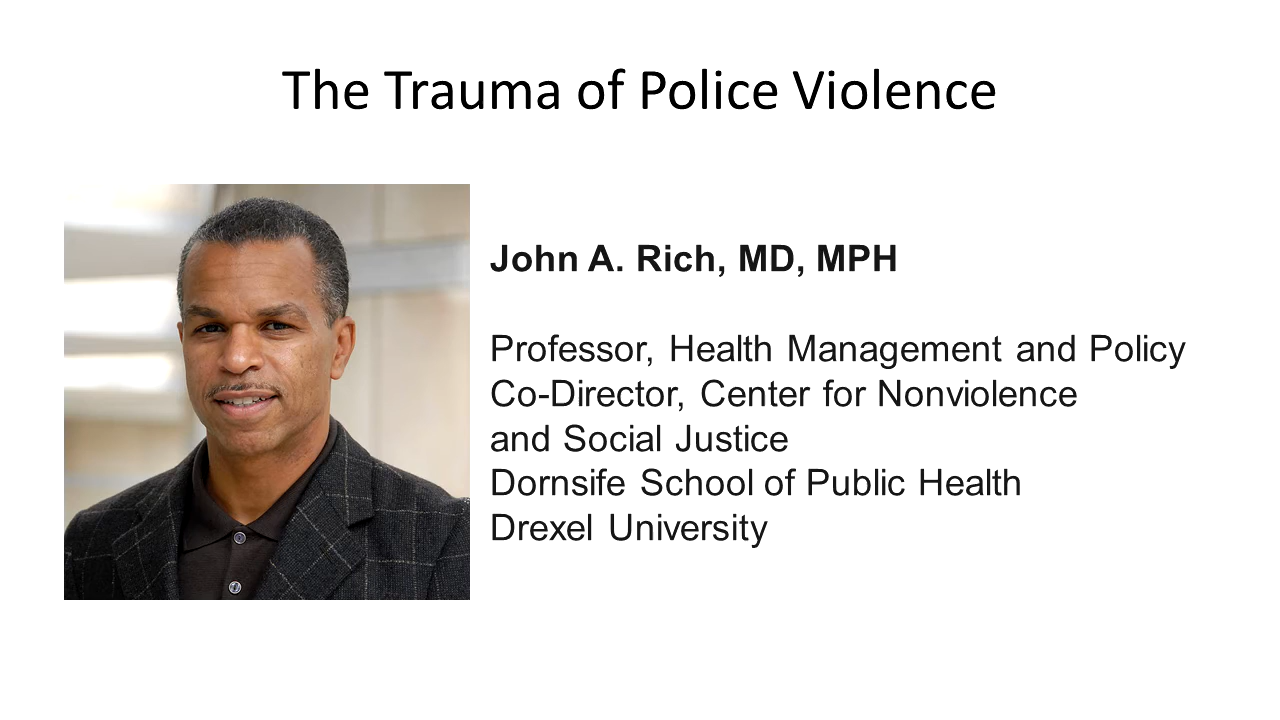 The Trauma of Police Violence
John A. Rich, MD, MPH
Professor, Health Management and Policy
Co-Director, Center for Nonviolence
and Social Justice
Dornsife School of Public Health
Drexel University